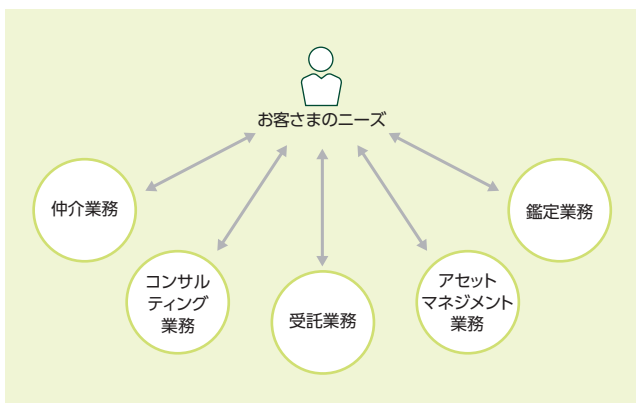 お客さまのニーズ
仲介業務
コンサル
ティング
業務
受託業務
アセット
マネジメント
業務
鑑定業務